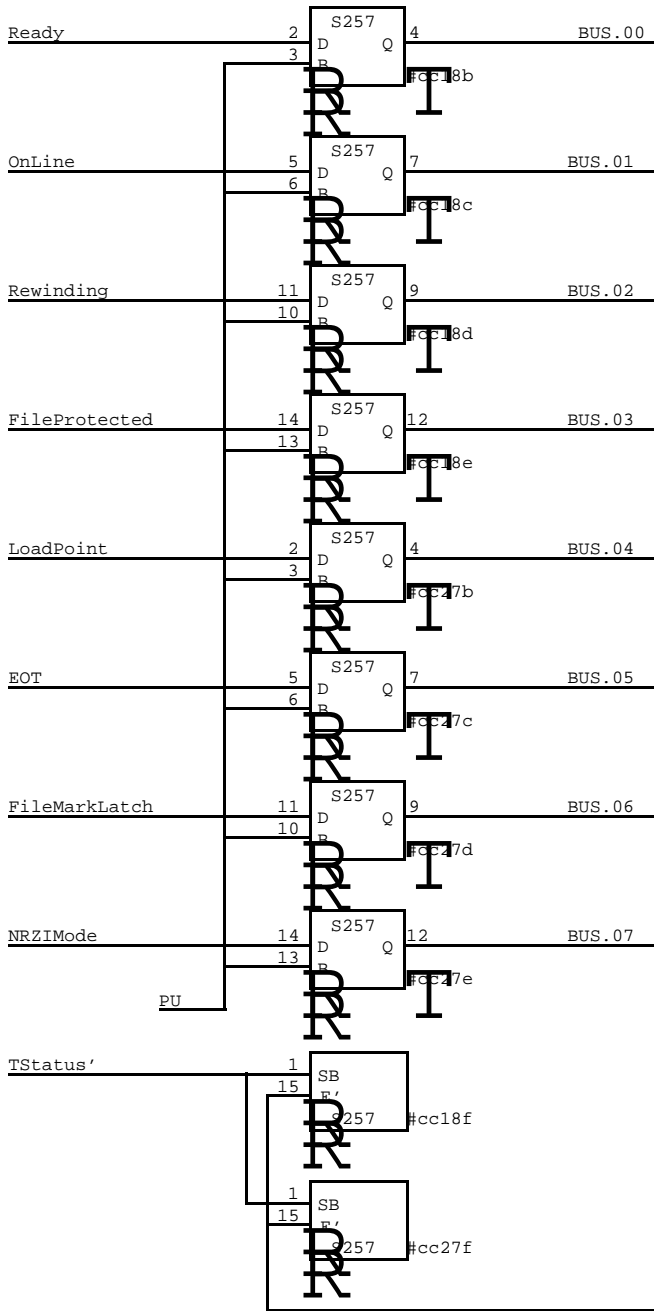 S257
Ready 2 D Q 4 BUS.00
3 B
R T #cc18b
R
S257
OnLine 5 D Q 7 BUS.01
6 B
R T #cc18c
R
S257
Rewinding 11 D Q 9 BUS.02
10 B
R T #cc18d
R
S257
FileProtected 14 D Q 12 BUS.03
13 B
R T #cc18e
R
S257
LoadPoint 2 D Q 4 BUS.04
3 B
R T #cc27b
R
S257
EOT 5 D Q 7 BUS.05
6 B
R T #cc27c
R
S257
FileMarkLatch 11 D Q 9 BUS.06
10 B
R T #cc27d
R
S257
NRZIMode 14 D Q 12 BUS.07
13 B
R T #cc27e
R
PU
TStatus' 1 SB
15 E'
R S257 #cc18f
R
1 SB
15 E'
R S257 #cc27f
R